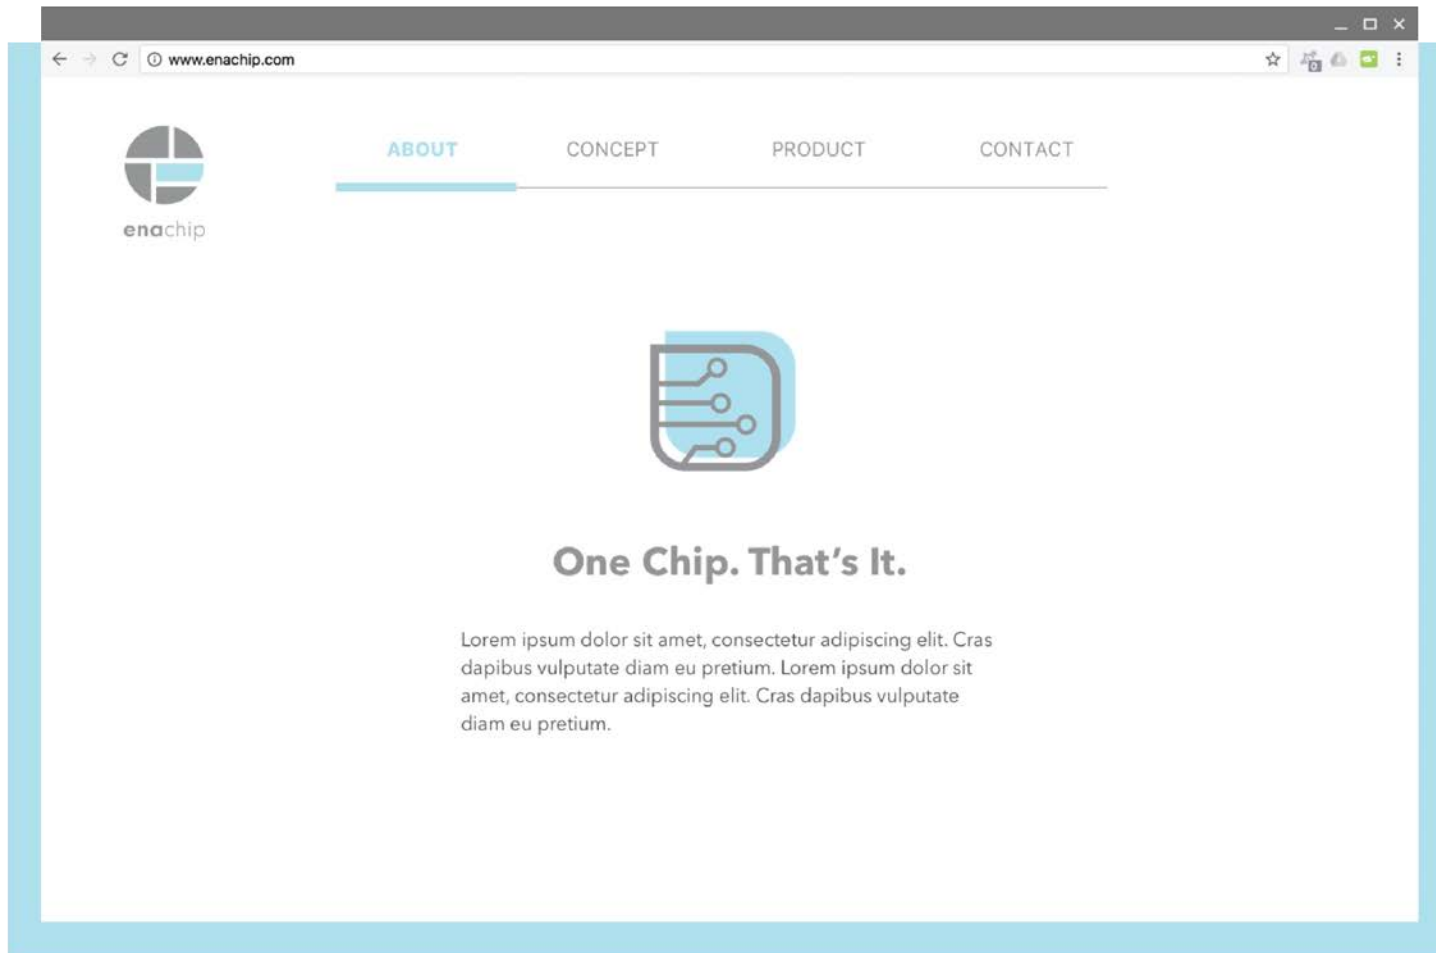 www.enachip.com
ABOUT CONCEPT PRODUCT CONTACT
enachip
One Chip. That's It.
Lorem ipsum dolor sit amet, consectetur adipiscing elit. Cras
dapibus vulputate diam eu pretium. Lorem ipsum dolor sit
amet, consectetur adipiscing elit. Cras dapibus vulputate
diam eu pretium.